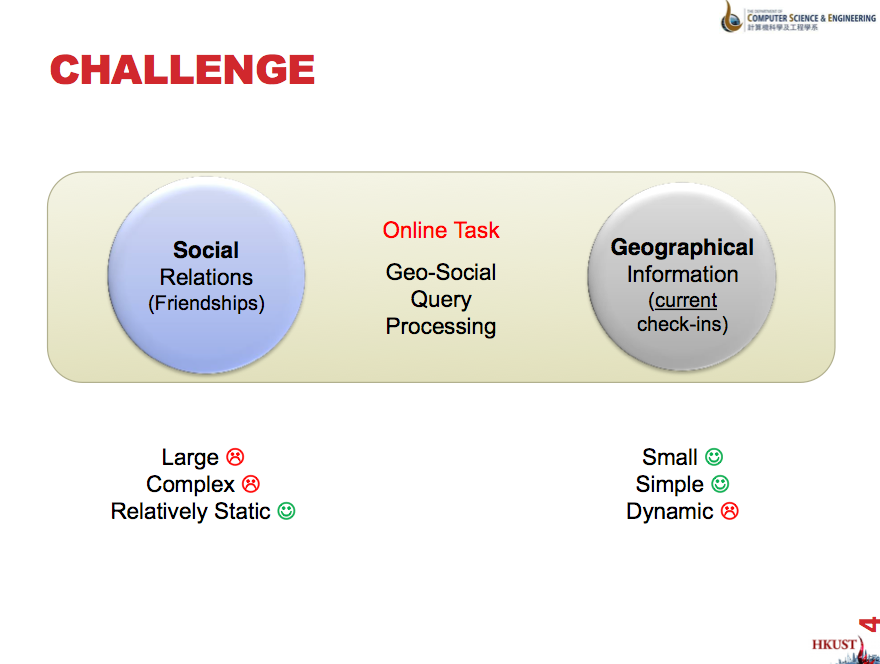 THE DEPARTMENT OF
COMPUTER SCIENCE & ENGINEERING
計算機科學及工程學系
CHALLENGE
Social
Relations
(Friendships)
Online Task
Geo-Social
Query
Processing
Geographical
Information
(current
check-ins)
Large ☹
Complex ☹
Relatively Static ☺
Small ☺
Simple ☺
Dynamic ☹
4
HKUST